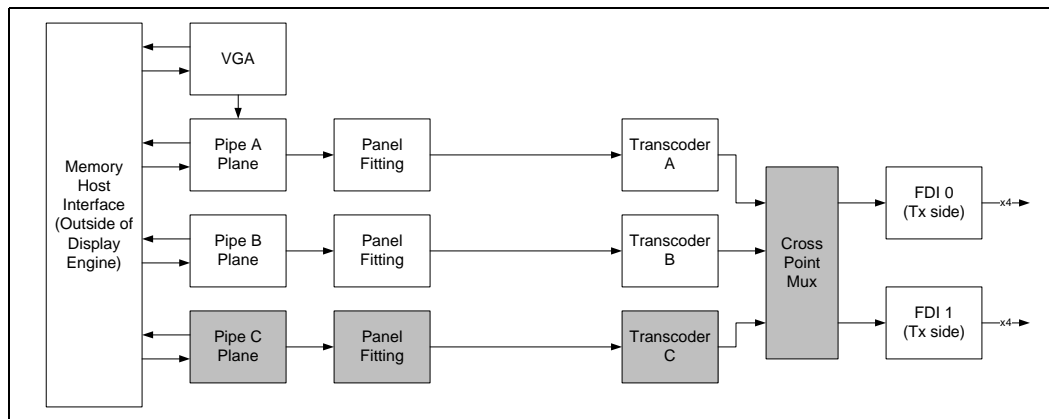 VGA
Memory
Host
Interface
(Outside of
Display
Engine)
Pipe A
Plane
Panel
Fitting
Transcoder
A
Pipe B
Plane
Panel
Fitting
Transcoder
B
Pipe C
Plane
Panel
Fitting
Transcoder
C
Cross
Point
Mux
FDI 0
(Tx side)
x4
FDI 1
(Tx side)
x4